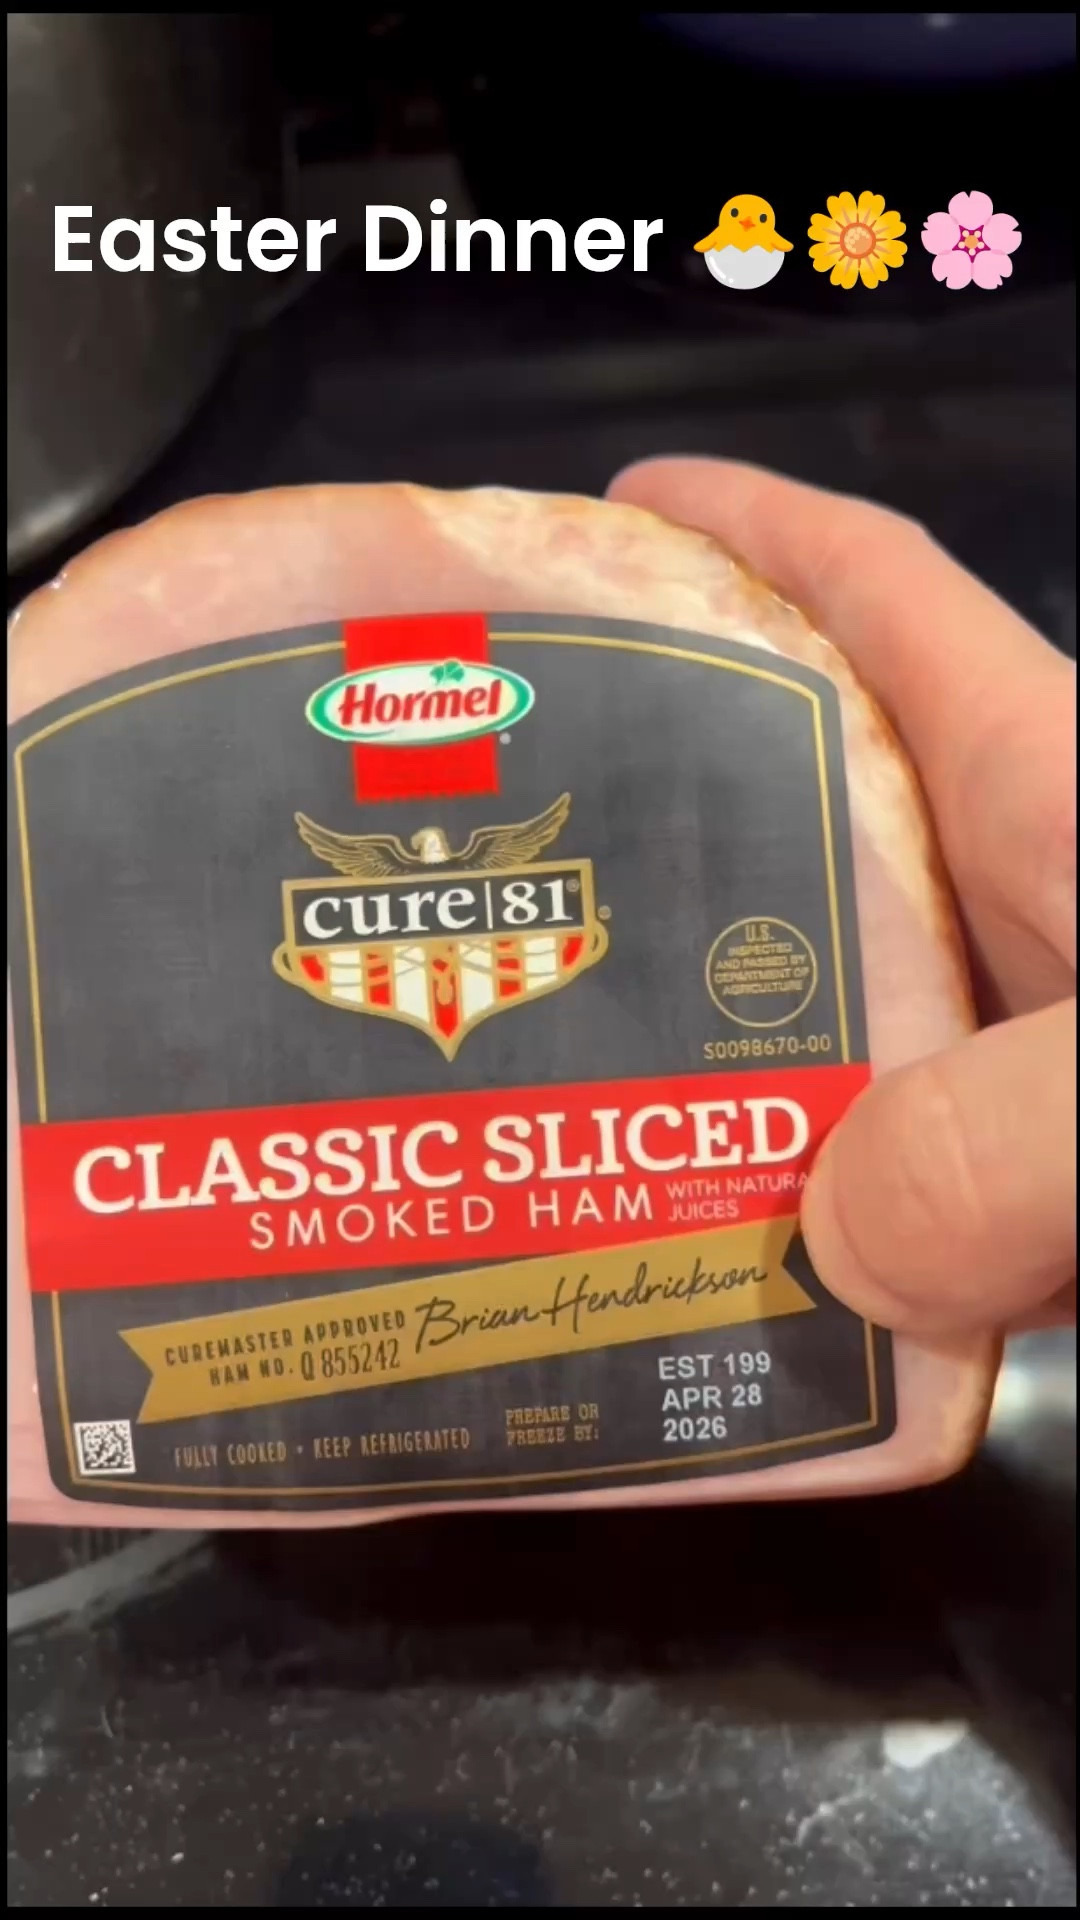 Easter Dinner 🐣🌼🌸
Hormel
cure|81®
U.S.
INSPECTED
AND PASSED BY
DEPARTMENT OF
AGRICULTURE
S0098670-00
CLASSIC SLICED
SMOKED HAM WITH NATURA
JUICES
CUREMASTER APPROVED Brian Hendrickson
HAM NO. Q 855242
FULLY COOKED • KEEP REFRIGERATED
PREPARE OR
FREEZE BY:
EST 199
APR 28
2026